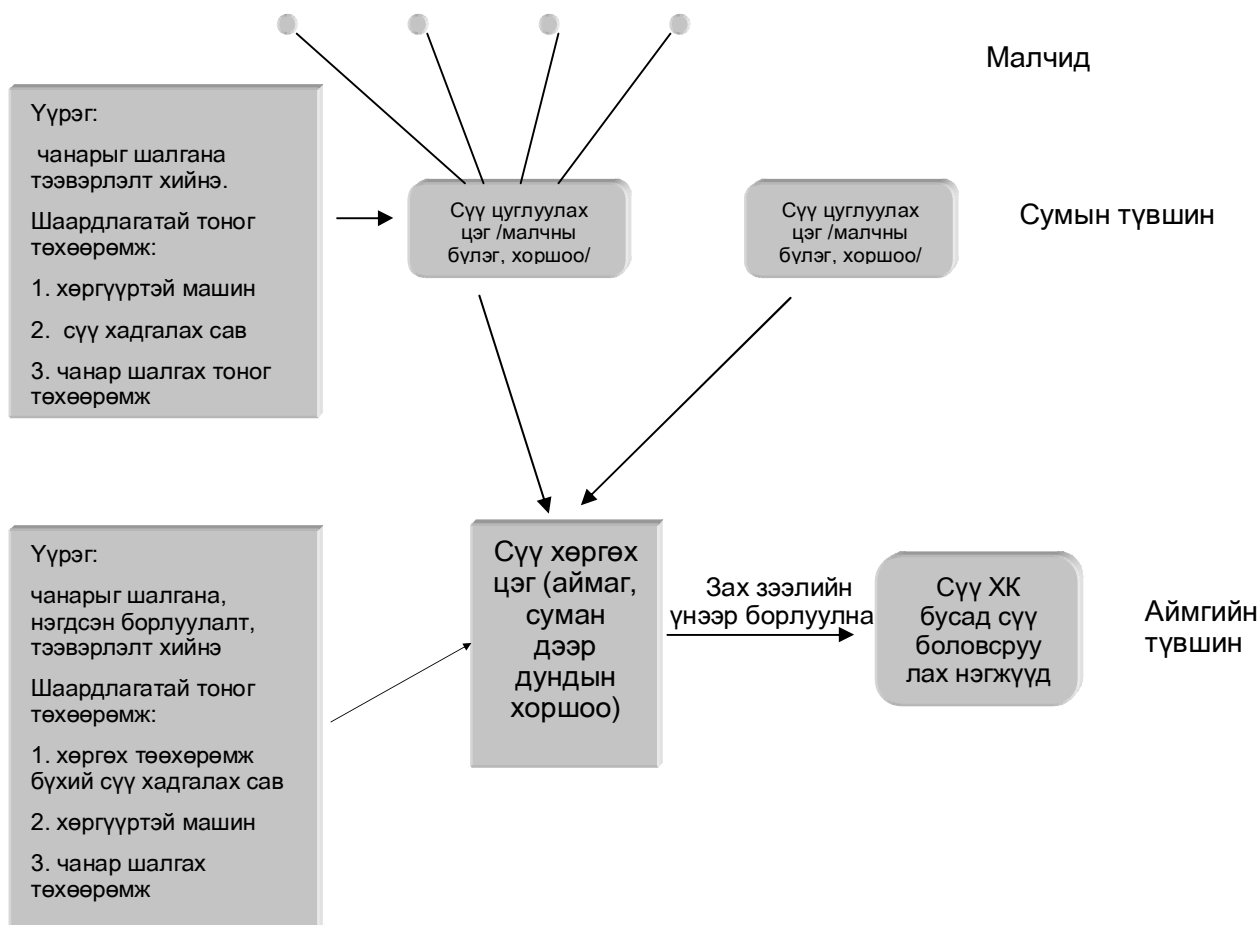 Малчид
Үүрэг:
чанарыг шалгана
тээвэрлэлт хийнэ.
Шаардлагатай тоног
төхөөрөмж:
1. хөргүүртэй машин
2. сүү хадгалах сав
3. чанар шалгах тоног
төхөөрөмж
Сүү цуглуулах
цэг /малчны
бүлэг, хоршоо/
Сүү цуглуулах
цэг /малчны
бүлэг, хоршоо/
Сумын түвшин
Үүрэг:
чанарыг шалгана,
нэгдсэн борлуулалт,
тээвэрлэлт хийнэ
Шаардлагатай тоног
төхөөрөмж:
1. хөргөх төөхөрөмж
бүхий сүү хадгалах сав
2. хөргүүртэй машин
3. чанар шалгах
төхөөрөмж
Сүү хөргөх
цэг (аймаг,
суман
дээр
дундын
хоршоо)
Зах зээлийн
үнээр борлуулна
Сүү ХК
бусад сүү
боловсруу
лах нэгжүүд
Аймгийн
түвшин